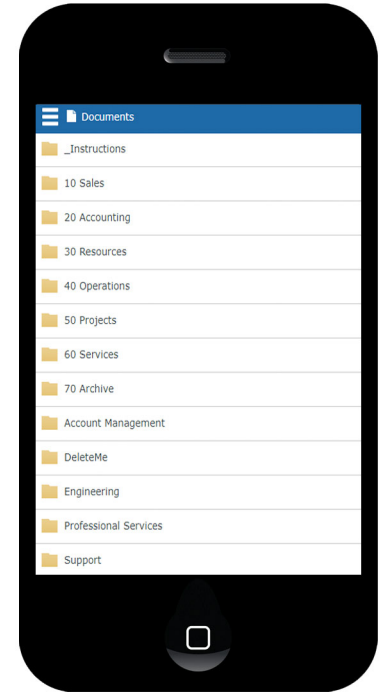 Documents
_Instructions
10 Sales
20 Accounting
30 Resources
40 Operations
50 Projects
60 Services
70 Archive
Account Management
DeleteMe
Engineering
Professional Services
Support